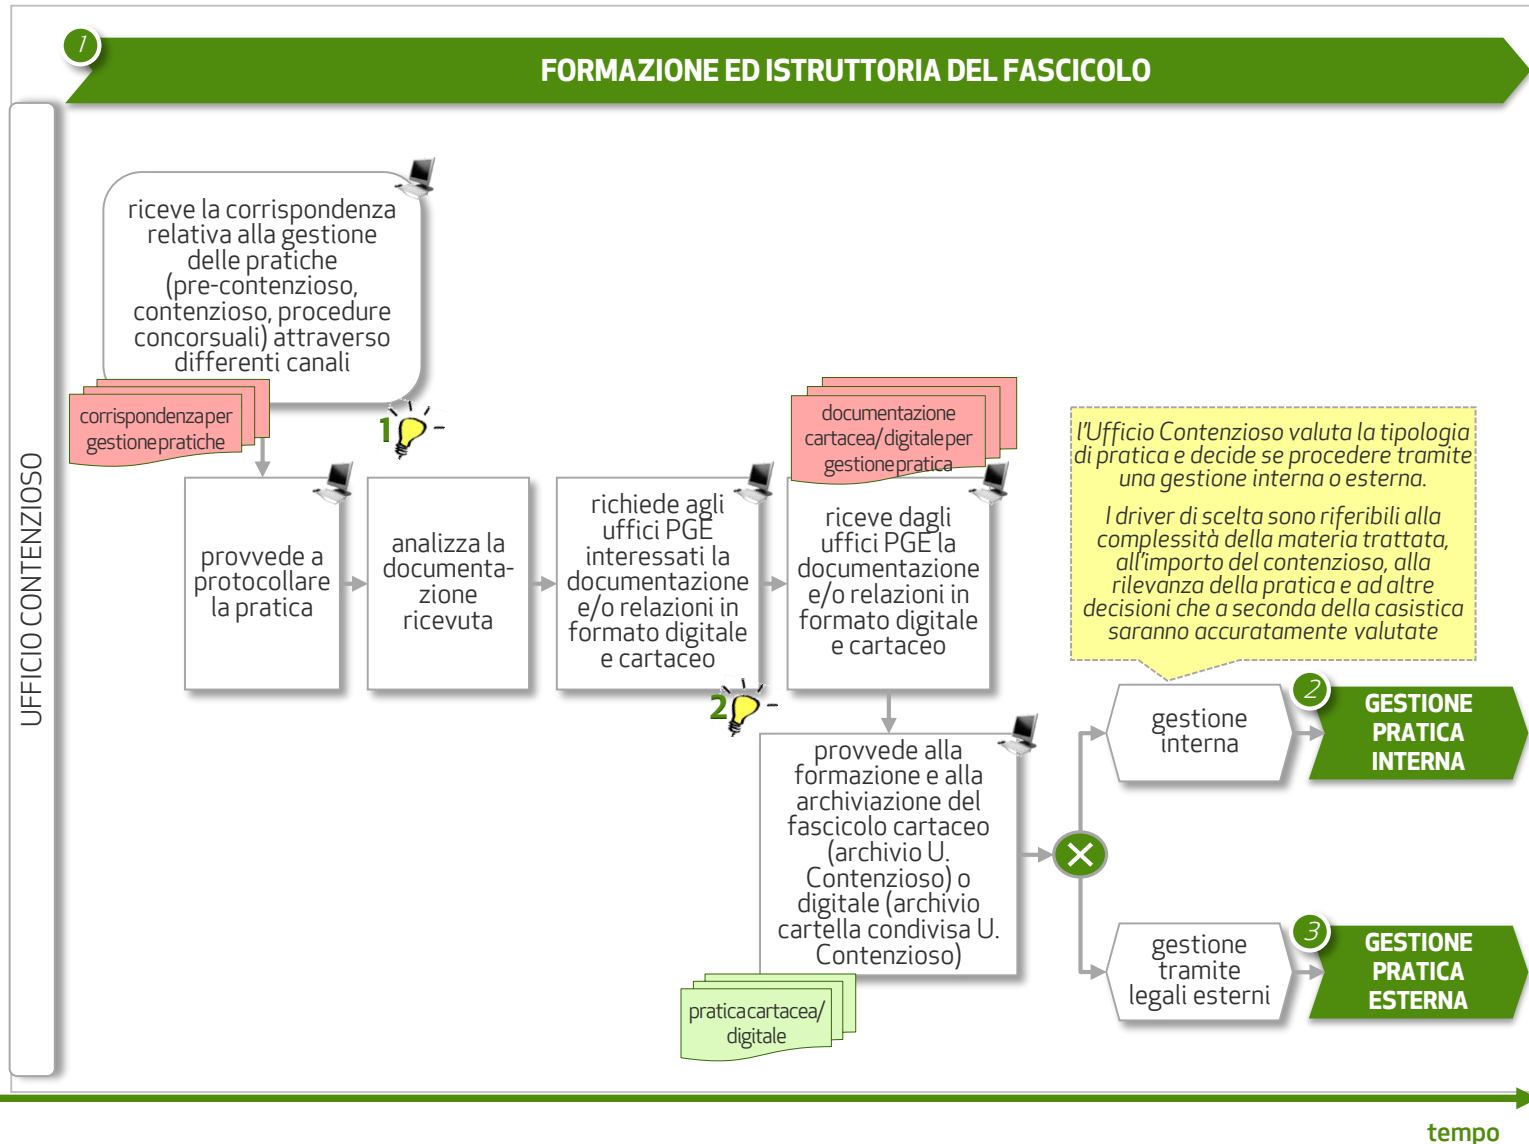 1
FORMAZIONE ED ISTRUTTORIA DEL FASCICOLO
UFFICIO CONTENZIOSO
riceve la corrispondenza
relativa alla gestione
delle pratiche
(pre-contenzioso,
contenzioso, procedure
concorsuali) attraverso
differenti canali
corrispondenza per
gestione pratiche
1
provvede a
protocollare
la pratica
analizza la
documenta-
zione
ricevuta
richiede agli
uffici PGE
interessati la
documentazione
e/o relazioni in
formato digitale
e cartaceo
2
documentazione
cartacea/digitale per
gestione pratica
riceve dagli
uffici PGE la
documentazione
e/o relazioni in
formato digitale
e cartaceo
provvede alla
formazione e alla
archiviazione del
fascicolo cartaceo
(archivio U.
Contenzioso) o
digitale (archivio
cartella condivisa U.
Contenzioso)
pratica cartacea/
digitale
l'Ufficio Contenzioso valuta la tipologia
di pratica e decide se procedere tramite
una gestione interna o esterna.
I driver di scelta sono riferibili alla
complessità della materia trattata,
all'importo del contenzioso, alla
rilevanza della pratica e ad altre
decisioni che a seconda della casistica
saranno accuratamente valutate
gestione
interna
2
GESTIONE
PRATICA
INTERNA
gestione
tramite
legali esterni
3
GESTIONE
PRATICA
ESTERNA
tempo